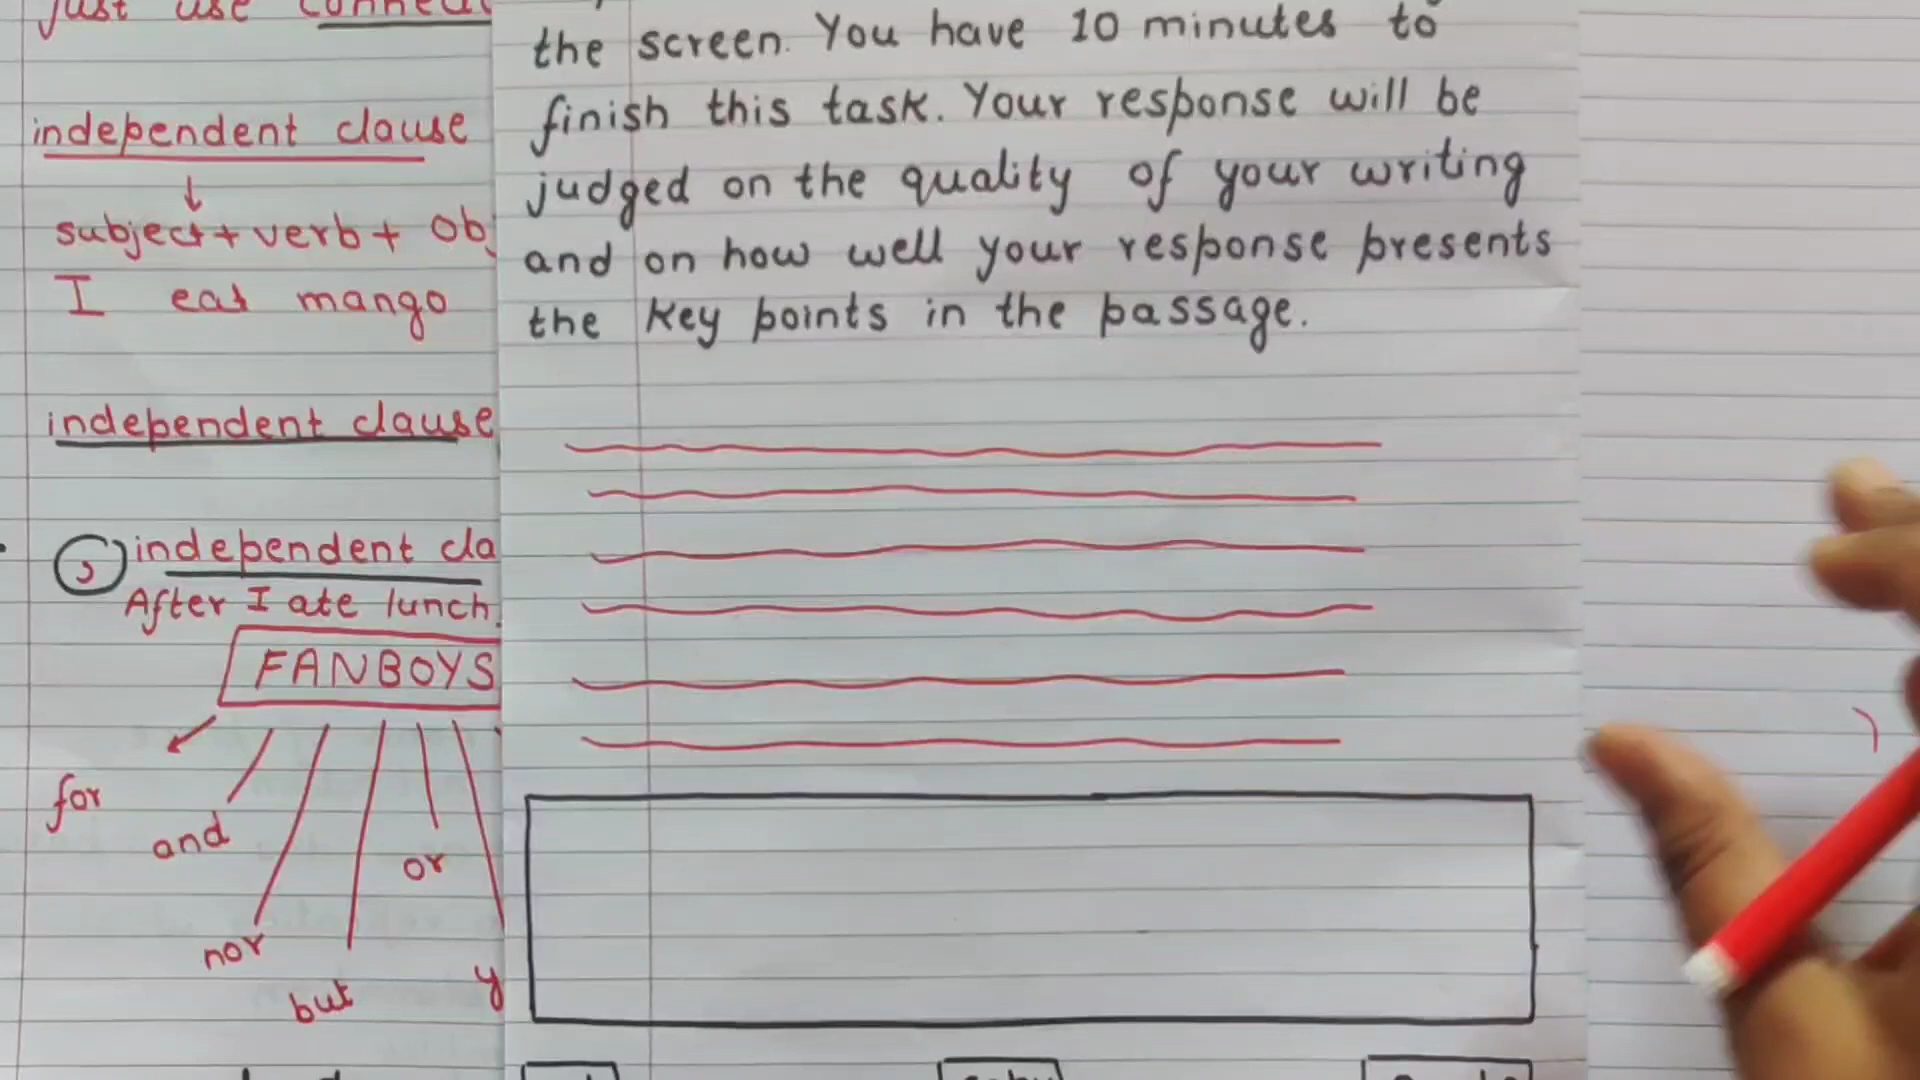 just use
independent clause
subject + verb + Obj
I eat mango
independent clause
, independent cla
After I ate lunch
FANBOYS
for
and
nor
but
or
y
the screen. You have 10 minutes to
finish this task. Your response will be
judged on the quality of your writing
and on how well your response presents
the key points in the passage.